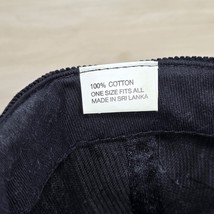 100% COTTON
ONE SIZE FITS ALL
MADE IN SRI LANKA